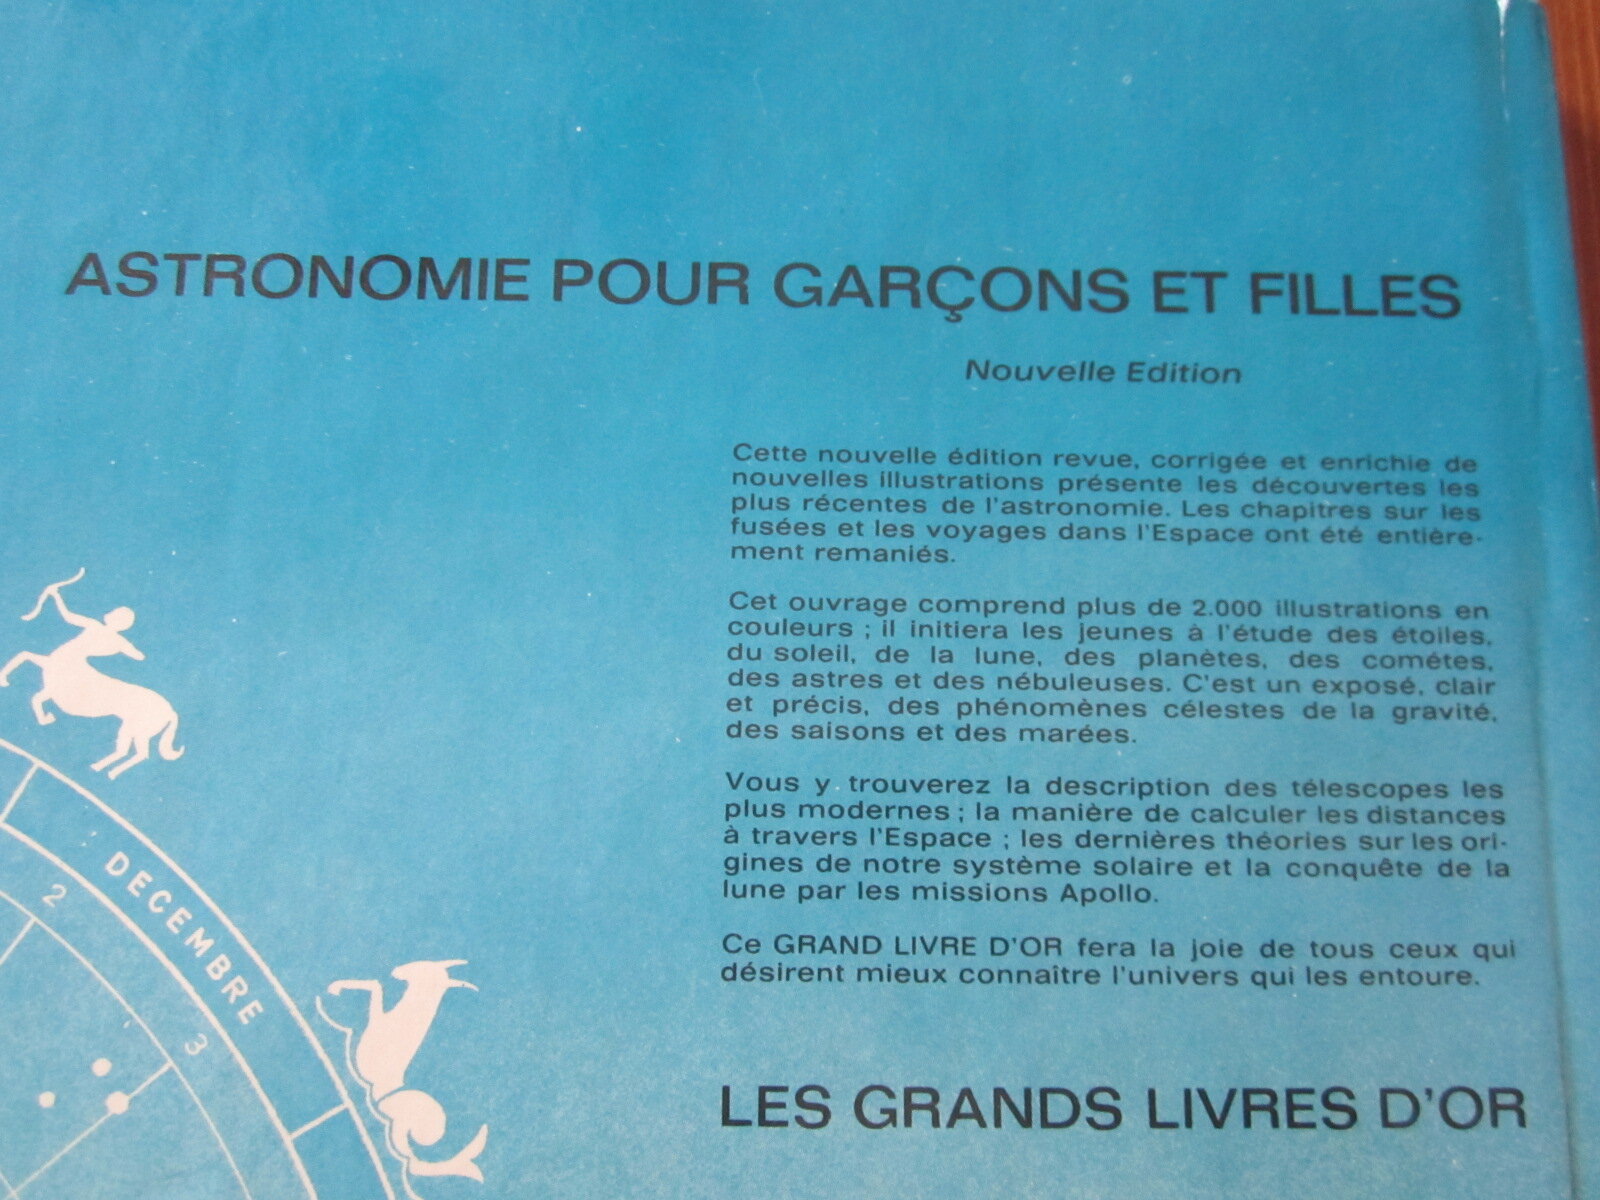 ASTRONOMIE POUR GARÇONS ET FILLES
Nouvelle Edition
Cette nouvelle édition revue, corrigée et enrichie de
nouvelles illustrations présente les découvertes les
plus récentes de l'astronomie. Les chapitres sur les
fusées et les voyages dans l'Espace ont été entière-
ment remaniés.
Cet ouvrage comprend plus de 2.000 illustrations en
couleurs ; il initiera les jeunes à l'étude des étoiles,
du soleil, de la lune, des planètes, des cométes,
des astres et des nébuleuses. C'est un exposé, clair
et précis, des phénomènes célestes de la gravité,
des saisons et des marées.
Vous y trouverez la description des télescopes les
plus modernes ; la manière de calculer les distances
à travers l'Espace ; les dernières théories sur les ori-
gines de notre système solaire et la conquête de la
lune par les missions Apollo.
Ce GRAND LIVRE D'OR fera la joie de tous ceux qui
désirent mieux connaître l'univers qui les entoure.
LES GRANDS LIVRES D'OR
DECEMBRE
2
3